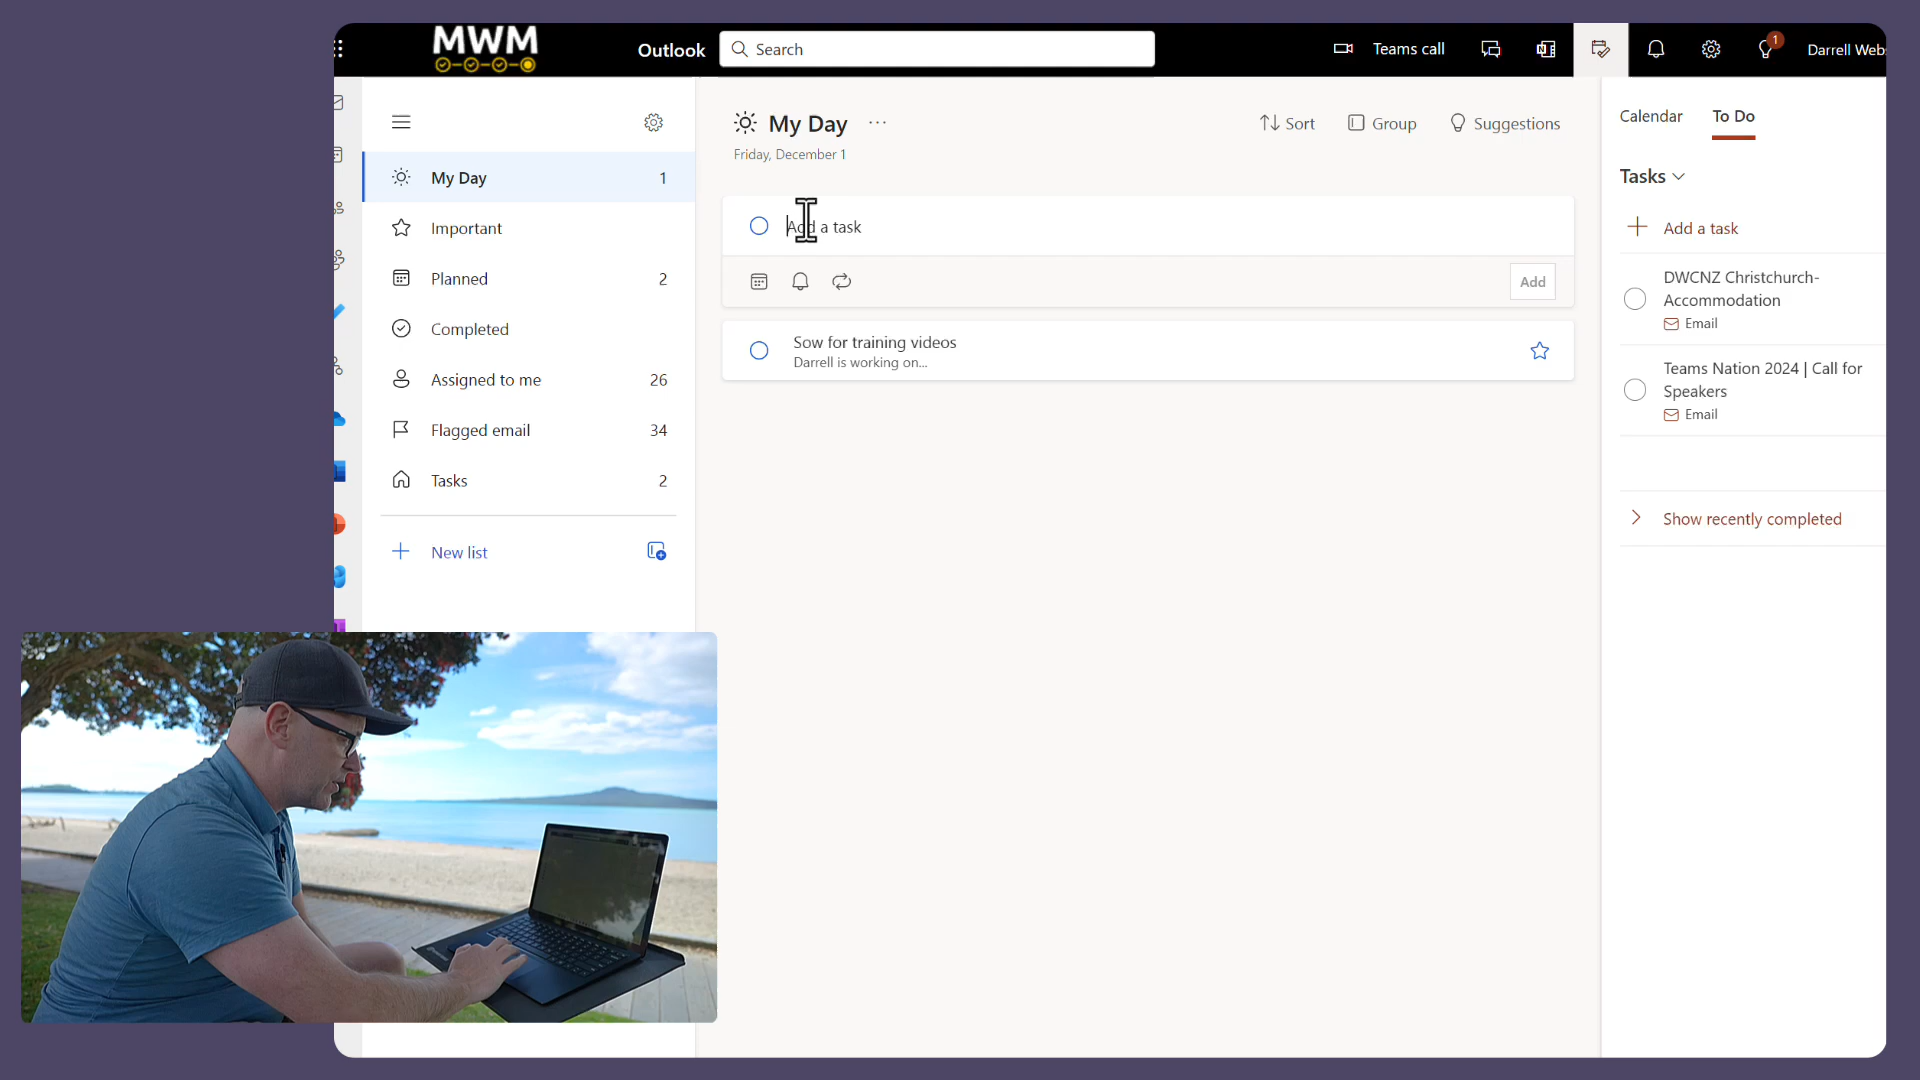 MWM
Outlook
Search
Teams call
1
Darrell Web
My Day
Friday, December 1
Sort
Group
Suggestions
Calendar
To Do
My Day 1
Important
Planned 2
Completed
Assigned to me 26
Flagged email 34
Tasks 2
New list
Add a task
Add
Sow for training videos
Darrell is working on...
Tasks
Add a task
DWCNZ Christchurch-
Accommodation
Email
Teams Nation 2024 | Call for
Speakers
Email
Show recently completed